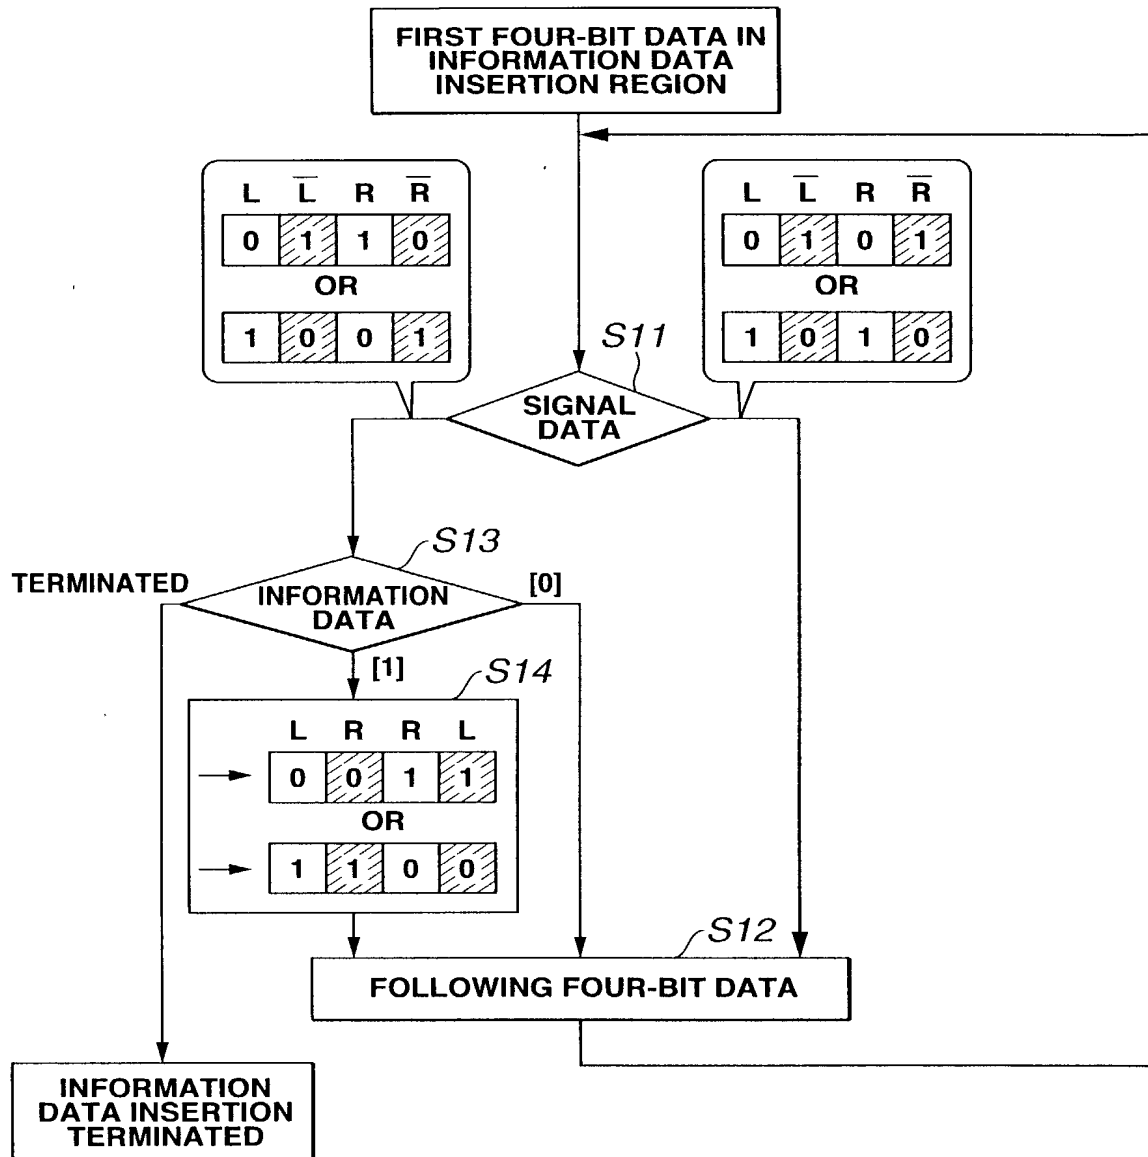 FIRST FOUR-BIT DATA IN
INFORMATION DATA
INSERTION REGION
L L̅ R R̅
0 1 1 0
OR
1 0 0 1
L L̅ R R̅
0 1 0 1
OR
1 0 1 0
S11
SIGNAL
DATA
S13
TERMINATED
INFORMATION
DATA
[0]
[1]
S14
L R R L
0 0 1 1
OR
1 1 0 0
S12
FOLLOWING FOUR-BIT DATA
INFORMATION
DATA INSERTION
TERMINATED